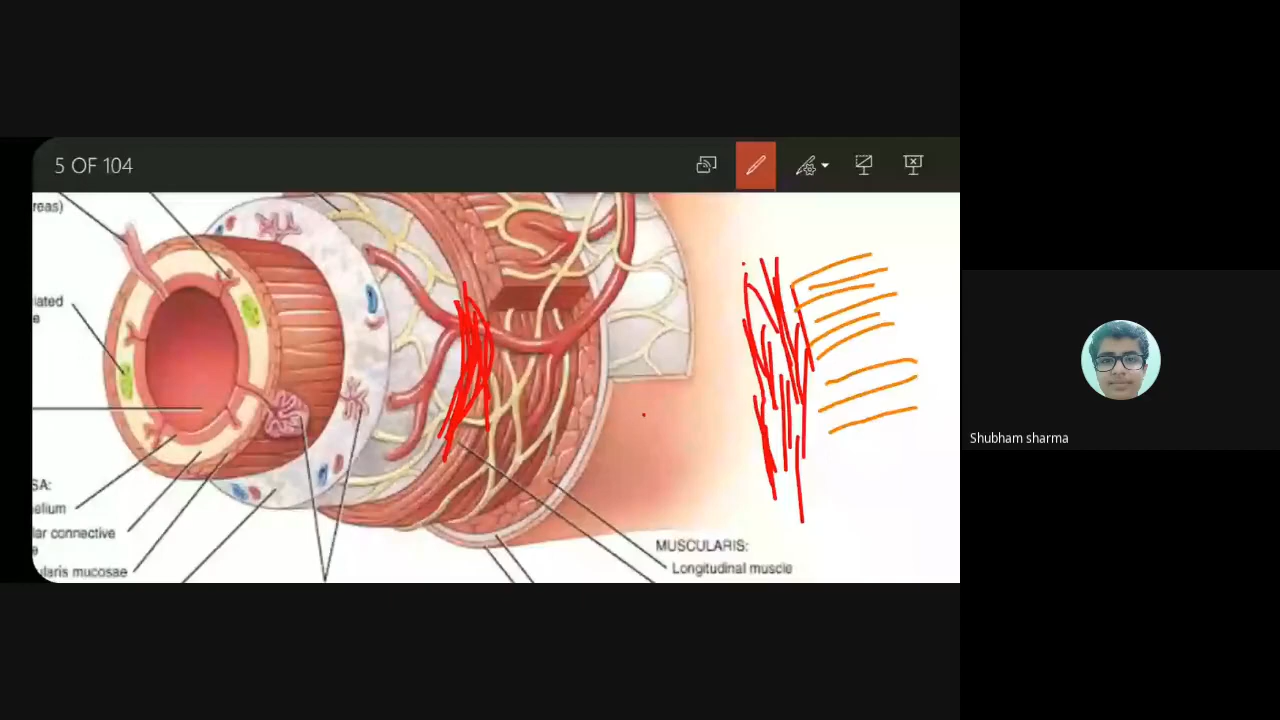 5 OF 104
reas)
iated
e
SA:
elium
lar connective
e
ularis mucosae
MUSCULARIS:
Longitudinal muscle
Shubham sharma